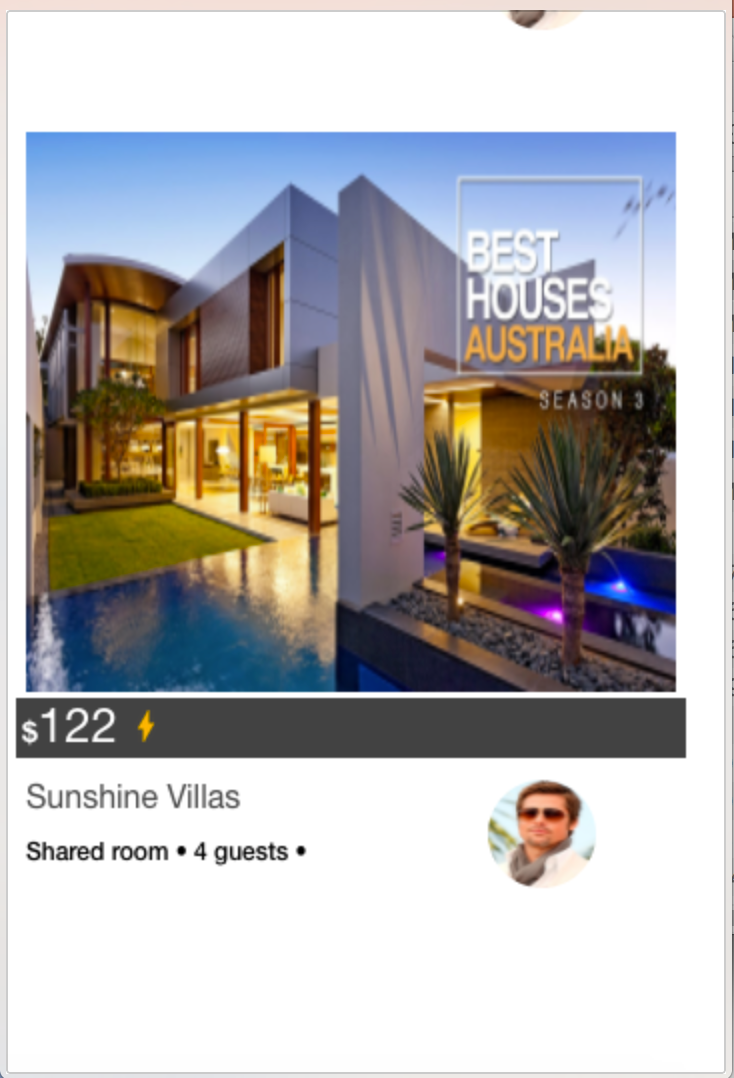 BEST
HOUSES
AUSTRALIA
SEASON 3
$122
Sunshine Villas
Shared room • 4 guests •